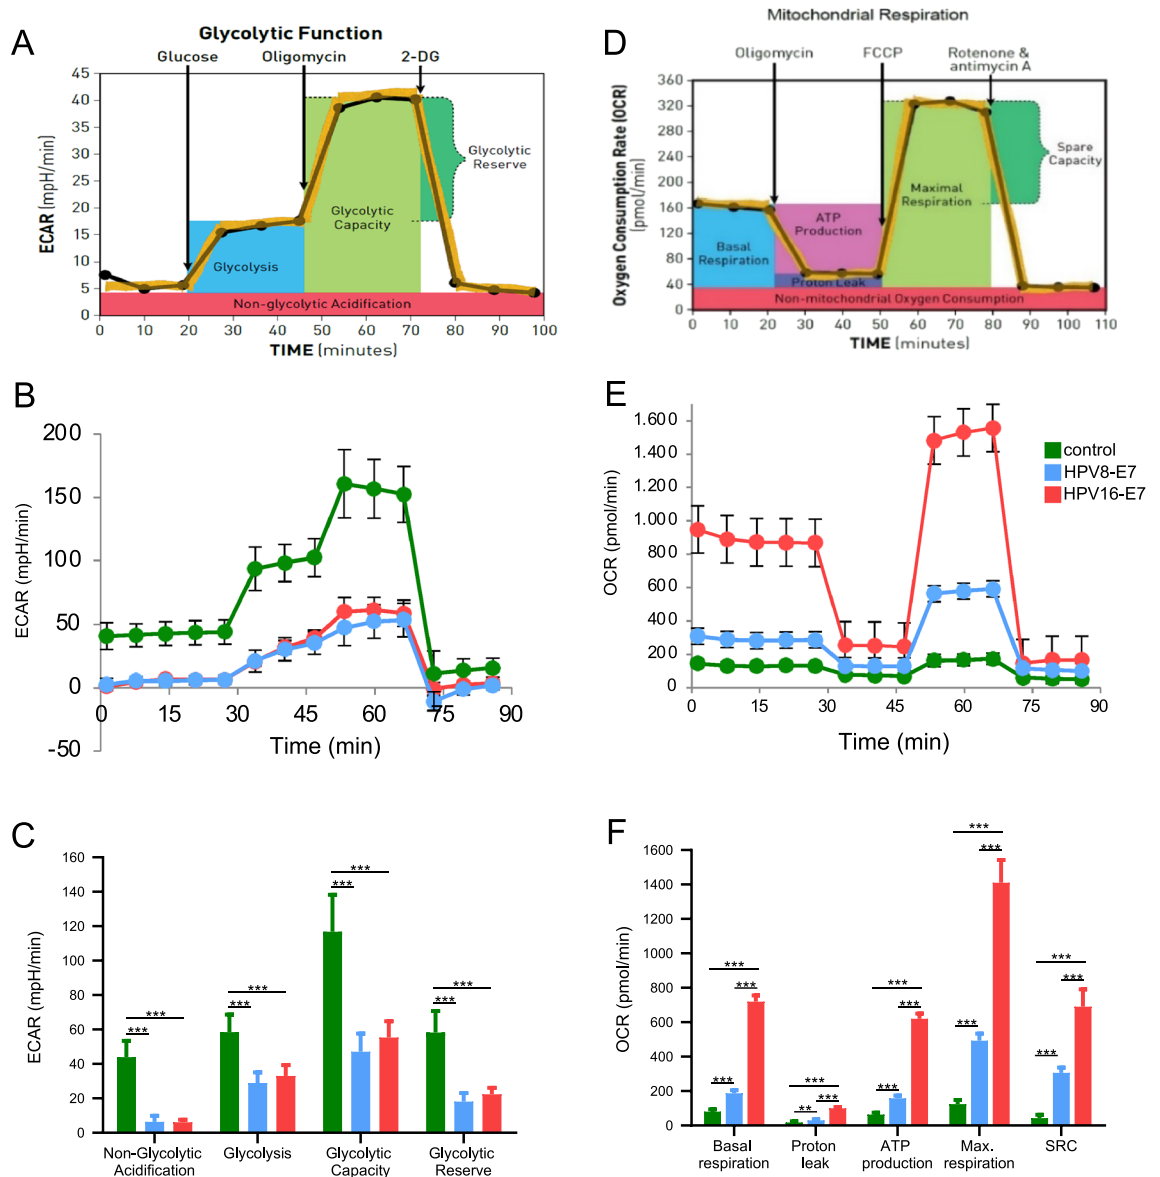 A
Glycolytic Function
Glucose
Oligomycin
2-DG
45
40
35
30
25
20
15
10
5
0
ECAR (mpH/min)
Glycolytic
Reserve
Glycolytic
Capacity
Glycolysis
Non-glycolytic Acidification
0 10 20 30 40 50 60 70 80 90 100
TIME (minutes)
D
Mitochondrial Respiration
Oligomycin
FCCP
Rotenone &
antimycin A
360
320
280
240
200
160
120
80
40
0
Oxygen Consumption Rate (OCR)
(pmol/min)
Spare
Capacity
Maximal
Respiration
ATP
Production
Basal
Respiration
Proton Leak
Non-mitochondrial Oxygen Consumption
0 10 20 30 40 50 60 70 80 90 100 110
TIME (minutes)
B
200
150
100
50
0
-50
ECAR (mpH/min)
0 15 30 45 60 75 90
Time (min)
E
1.600
1.400
1.200
1.000
800
600
400
200
0
OCR (pmol/min)
control
HPV8-E7
HPV16-E7
0 15 30 45 60 75 90
Time (min)
C
160
140
120
100
80
60
40
20
0
ECAR (mpH/min)
***
***
***
***
***
***
***
***
Non-Glycolytic
Acidification
Glycolysis
Glycolytic
Capacity
Glycolytic
Reserve
F
1600
1400
1200
1000
800
600
400
200
0
OCR (pmol/min)
***
***
***
***
***
**
***
***
***
***
***
***
***
***
***
Basal
respiration
Proton
leak
ATP
production
Max.
respiration
SRC